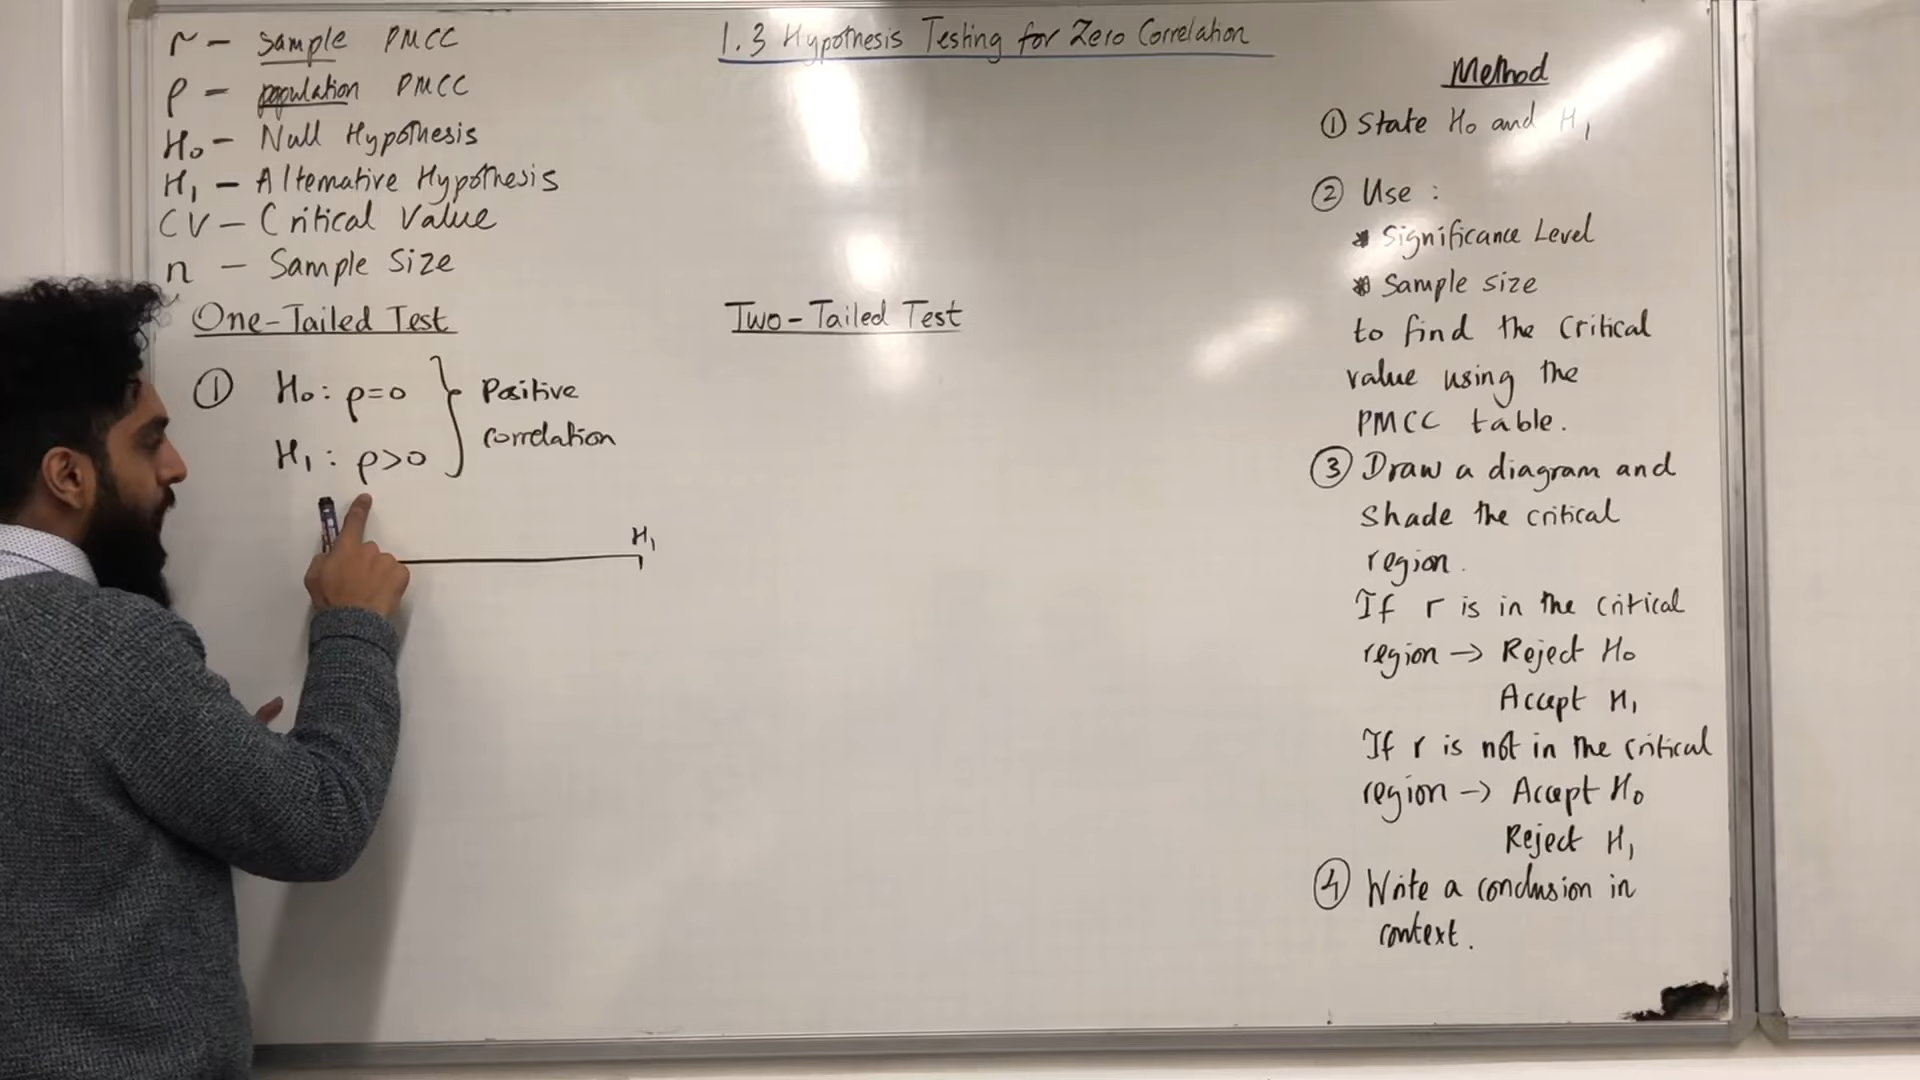 1.3 Hypothesis Testing for Zero Correlation
r - Sample PMCC
ρ - population PMCC
H₀ - Null Hypothesis
H₁ - Alternative Hypothesis
CV - Critical Value
n - Sample Size
One-Tailed Test
① H₀: ρ=0
H₁: ρ>0
Positive
correlation
H₁
Two-Tailed Test
Method
① State H₀ and H₁
② Use :
* Significance Level
* Sample size
to find the critical
value using the
PMCC table.
③ Draw a diagram and
Shade the critical
region.
If r is in the critical
region → Reject H₀
Accept H₁
If r is not in the critical
region → Accept H₀
Reject H₁
④ Write a conclusion in
context.